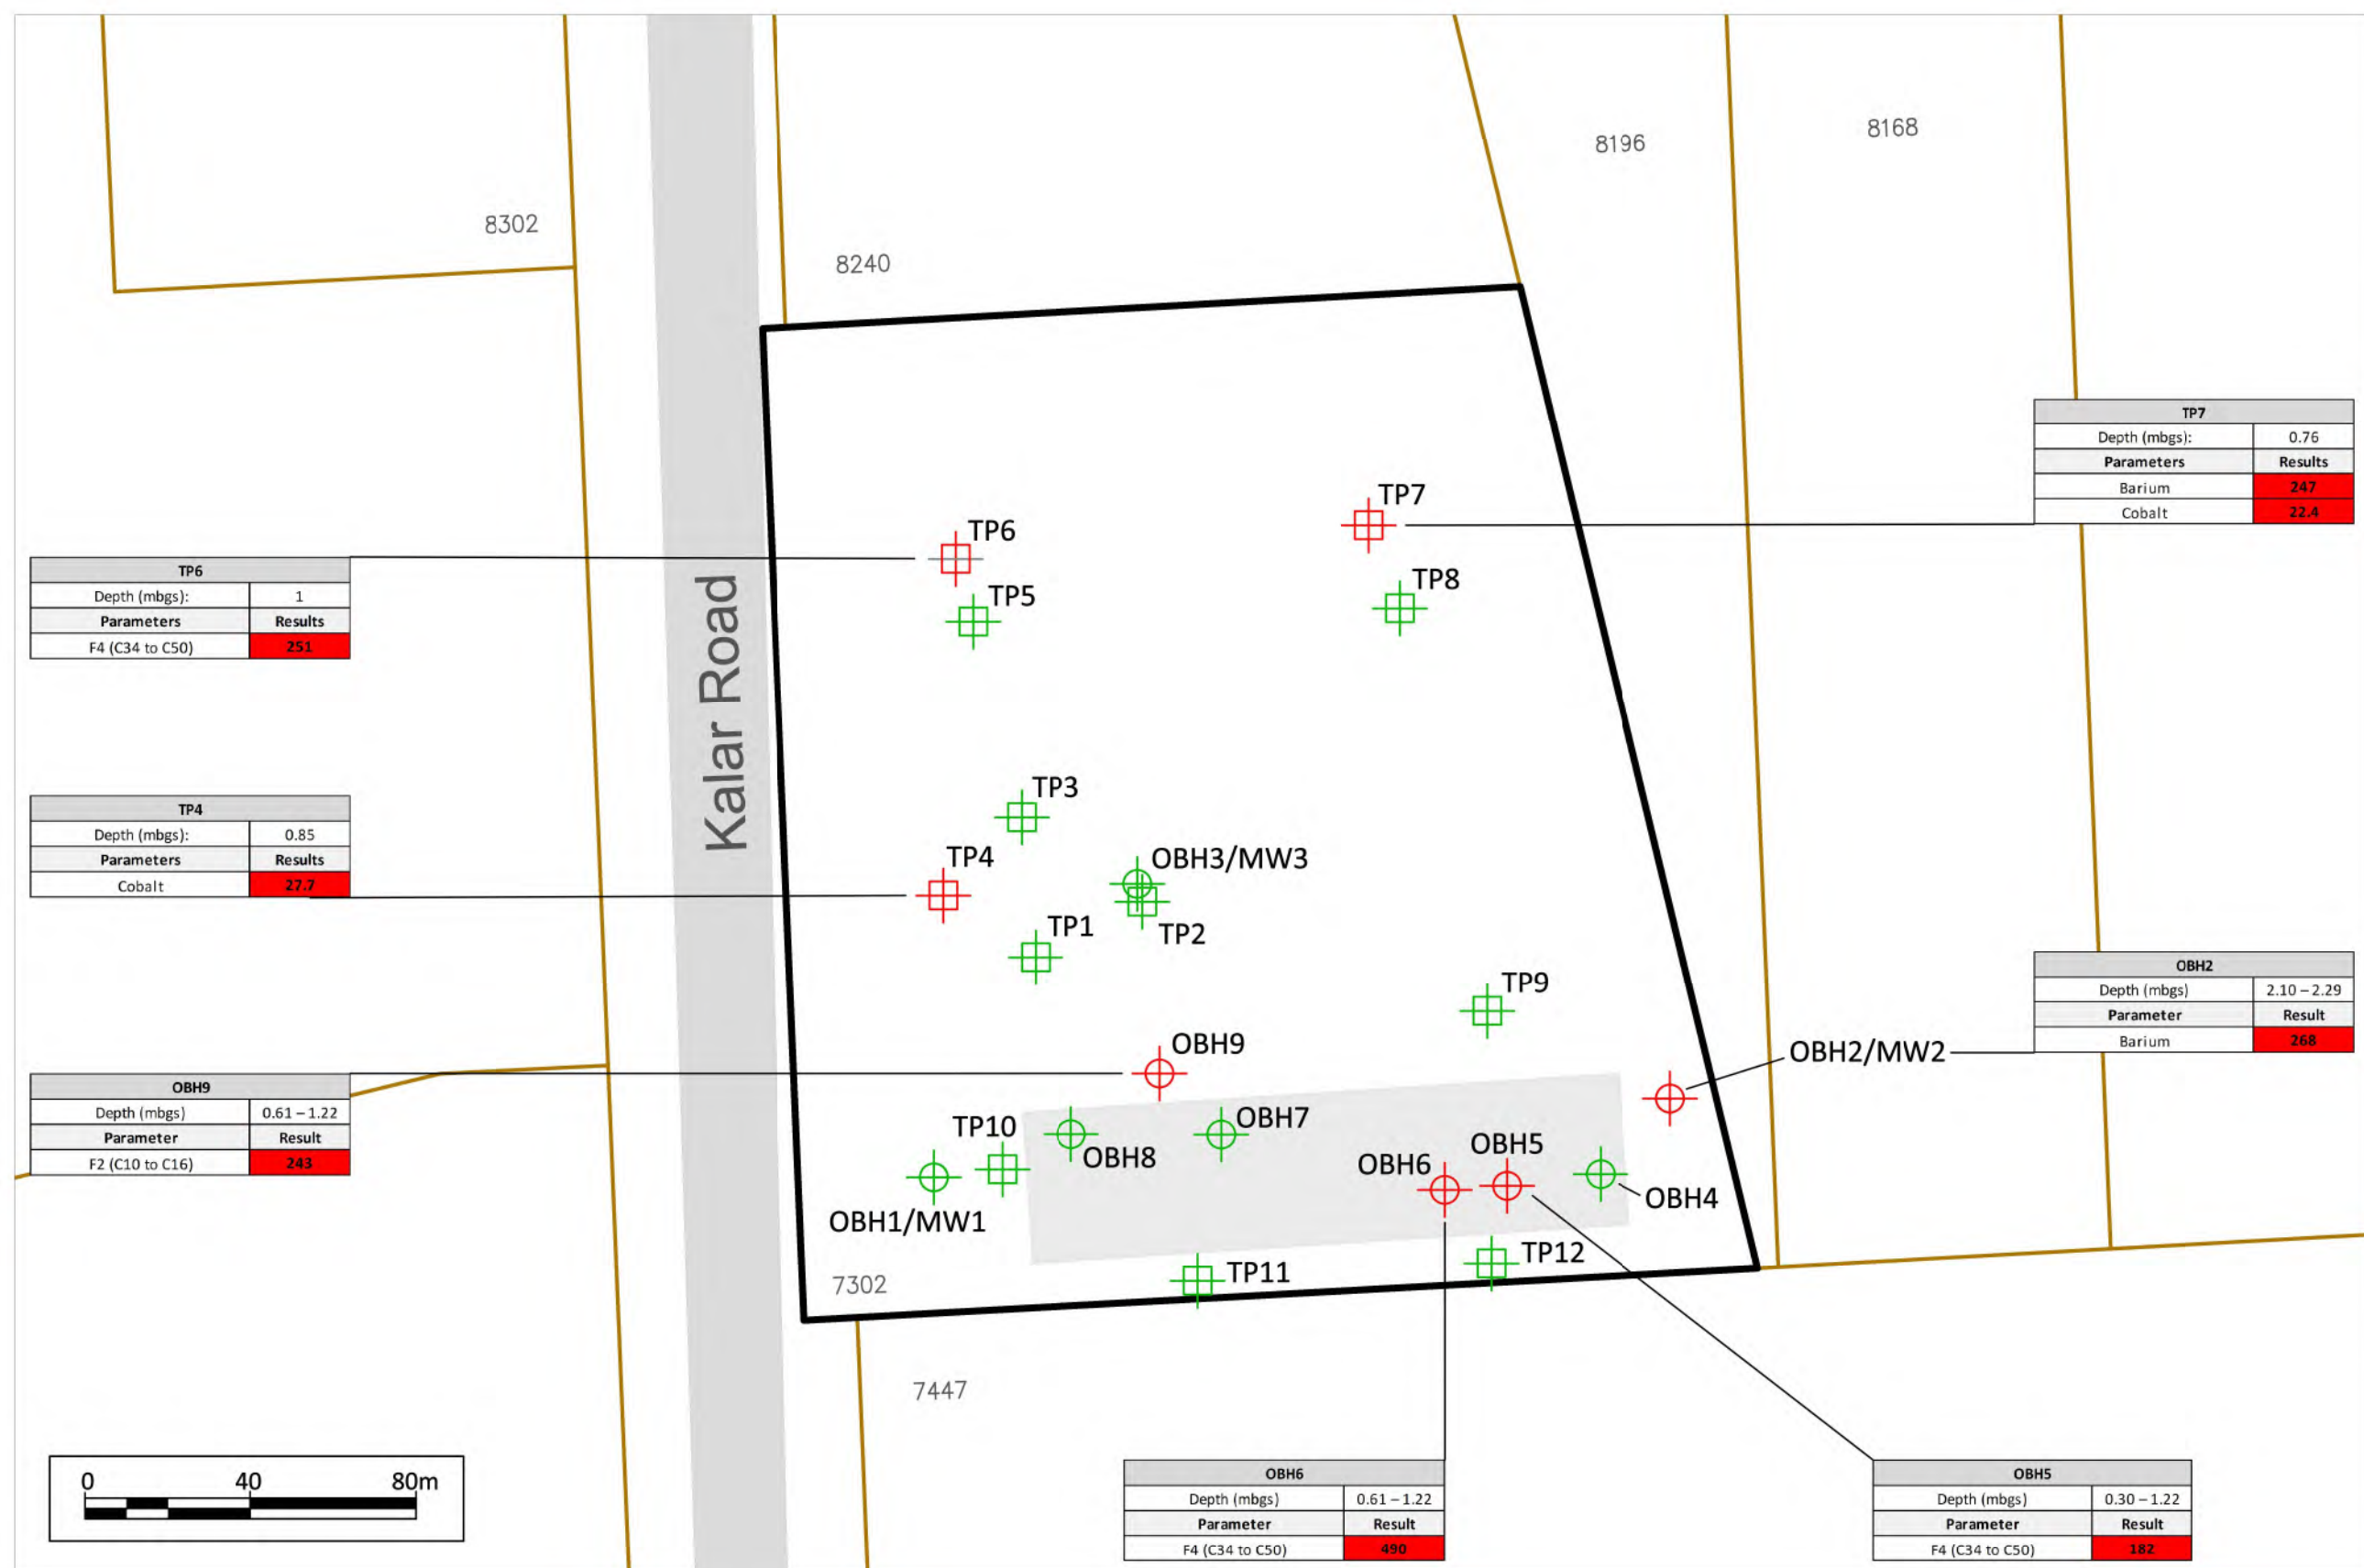 8168
8196
8302
8240
TP7
Depth (mbgs): 0.76
Parameters Results
Barium 247
Cobalt 22.4
TP7
TP6
TP8
TP5
TP6
Depth (mbgs): 1
Parameters Results
F4 (C34 to C50) 251
Kalar Road
TP3
TP4
Depth (mbgs): 0.85
Parameters Results
Cobalt 27.7
TP4
OBH3/MW3
TP1
TP2
TP9
OBH2
Depth (mbgs) 2.10 – 2.29
Parameter Result
Barium 268
OBH9
OBH2/MW2
OBH9
Depth (mbgs) 0.61 – 1.22
Parameter Result
F2 (C10 to C16) 243
TP10
OBH7
OBH8
OBH5
OBH6
OBH4
OBH1/MW1
TP12
TP11
7302
7447
0 40 80m
OBH6
Depth (mbgs) 0.61 – 1.22
Parameter Result
F4 (C34 to C50) 490
OBH5
Depth (mbgs) 0.30 – 1.22
Parameter Result
F4 (C34 to C50) 182